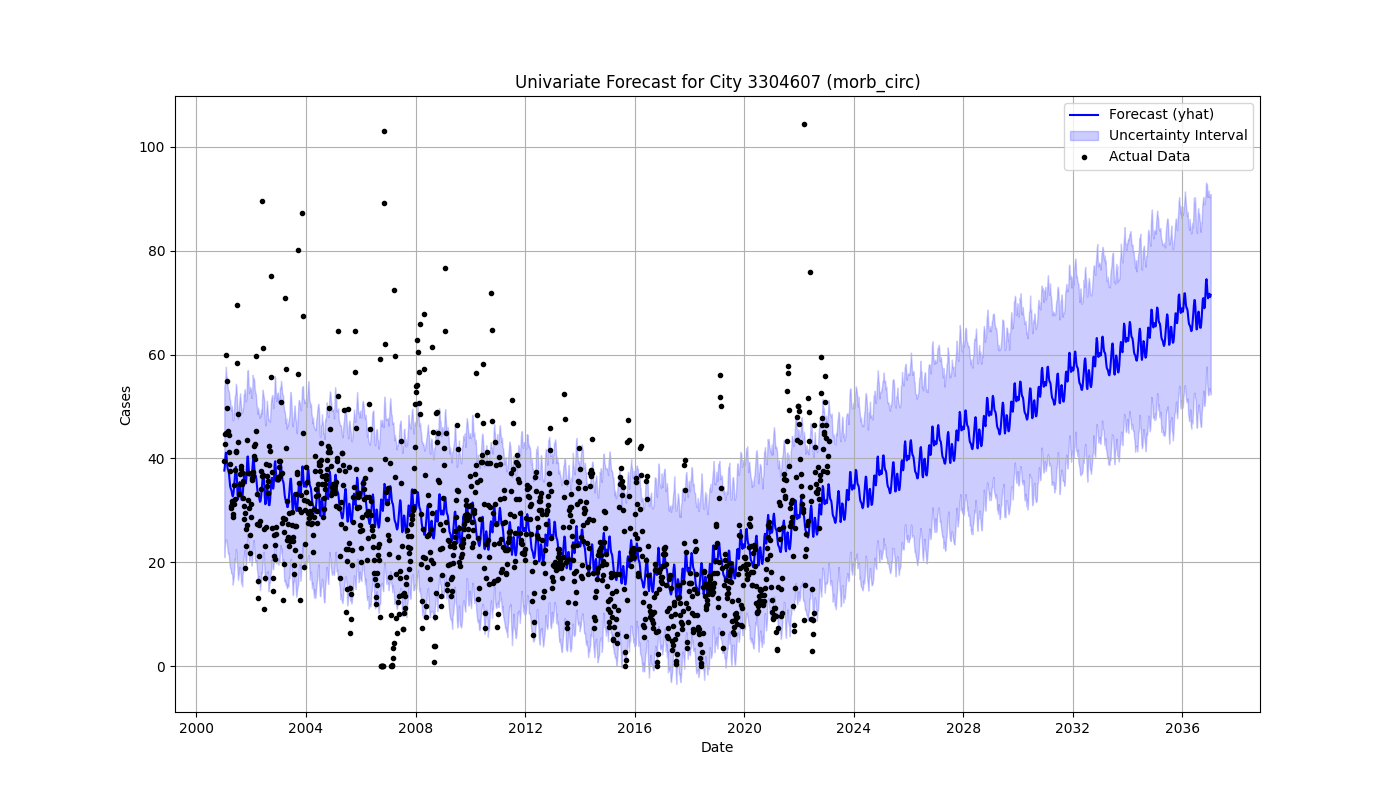 Univariate Forecast for City 3304607 (morb_circ)
Forecast (yhat)
Uncertainty Interval
Actual Data
100
80
60
40
20
0
Cases
2000 2004 2008 2012 2016 2020 2024 2028 2032 2036
Date